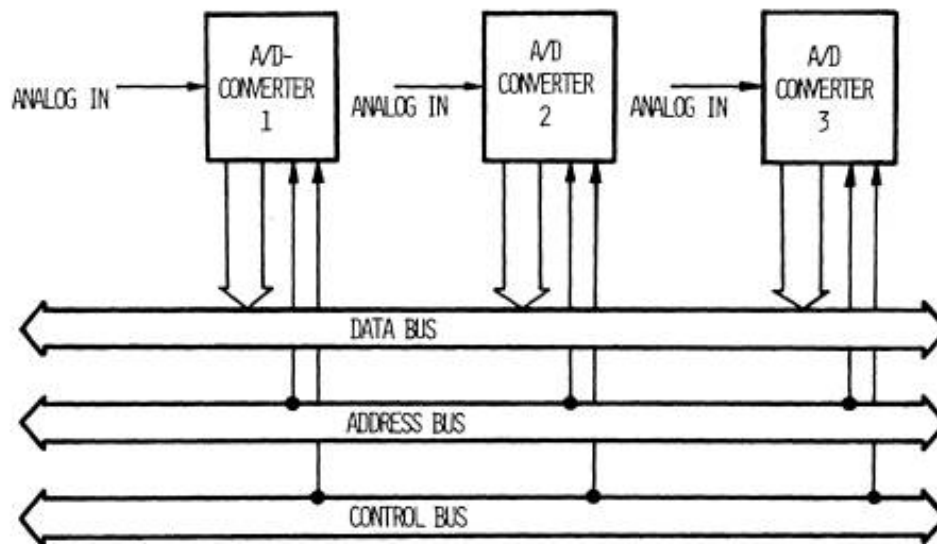 A/D-
CONVERTER
1
ANALOG IN
A/D
CONVERTER
2
ANALOG IN
A/D
CONVERTER
3
ANALOG IN
DATA BUS
ADDRESS BUS
CONTROL BUS